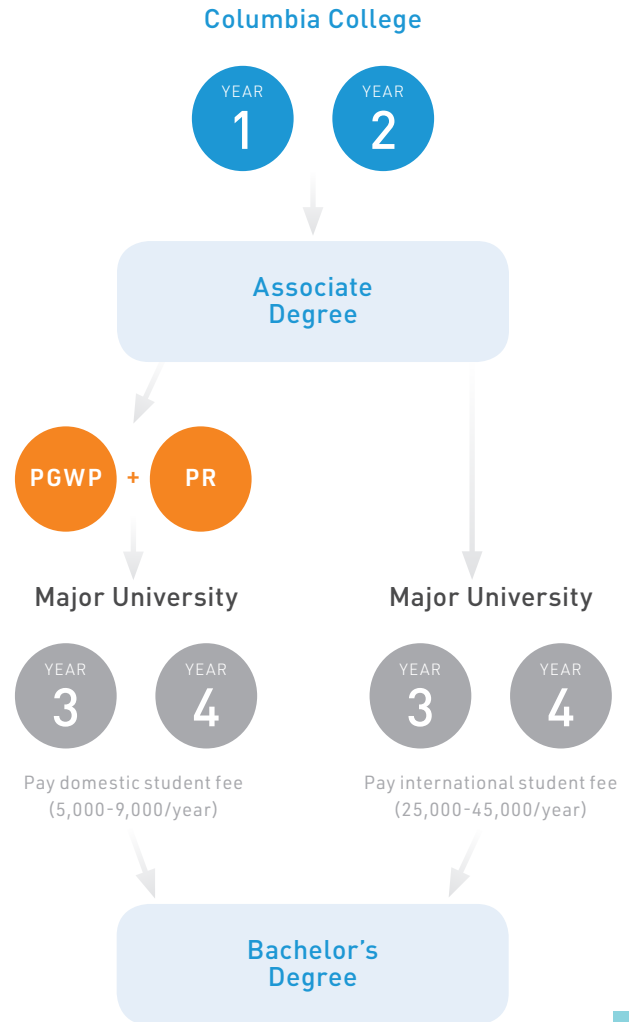 Columbia College
YEAR
1
YEAR
2
Associate
Degree
PGWP
+
PR
Major University
YEAR
3
YEAR
4
Pay domestic student fee
(5,000-9,000/year)
Major University
YEAR
3
YEAR
4
Pay international student fee
(25,000-45,000/year)
Bachelor's
Degree